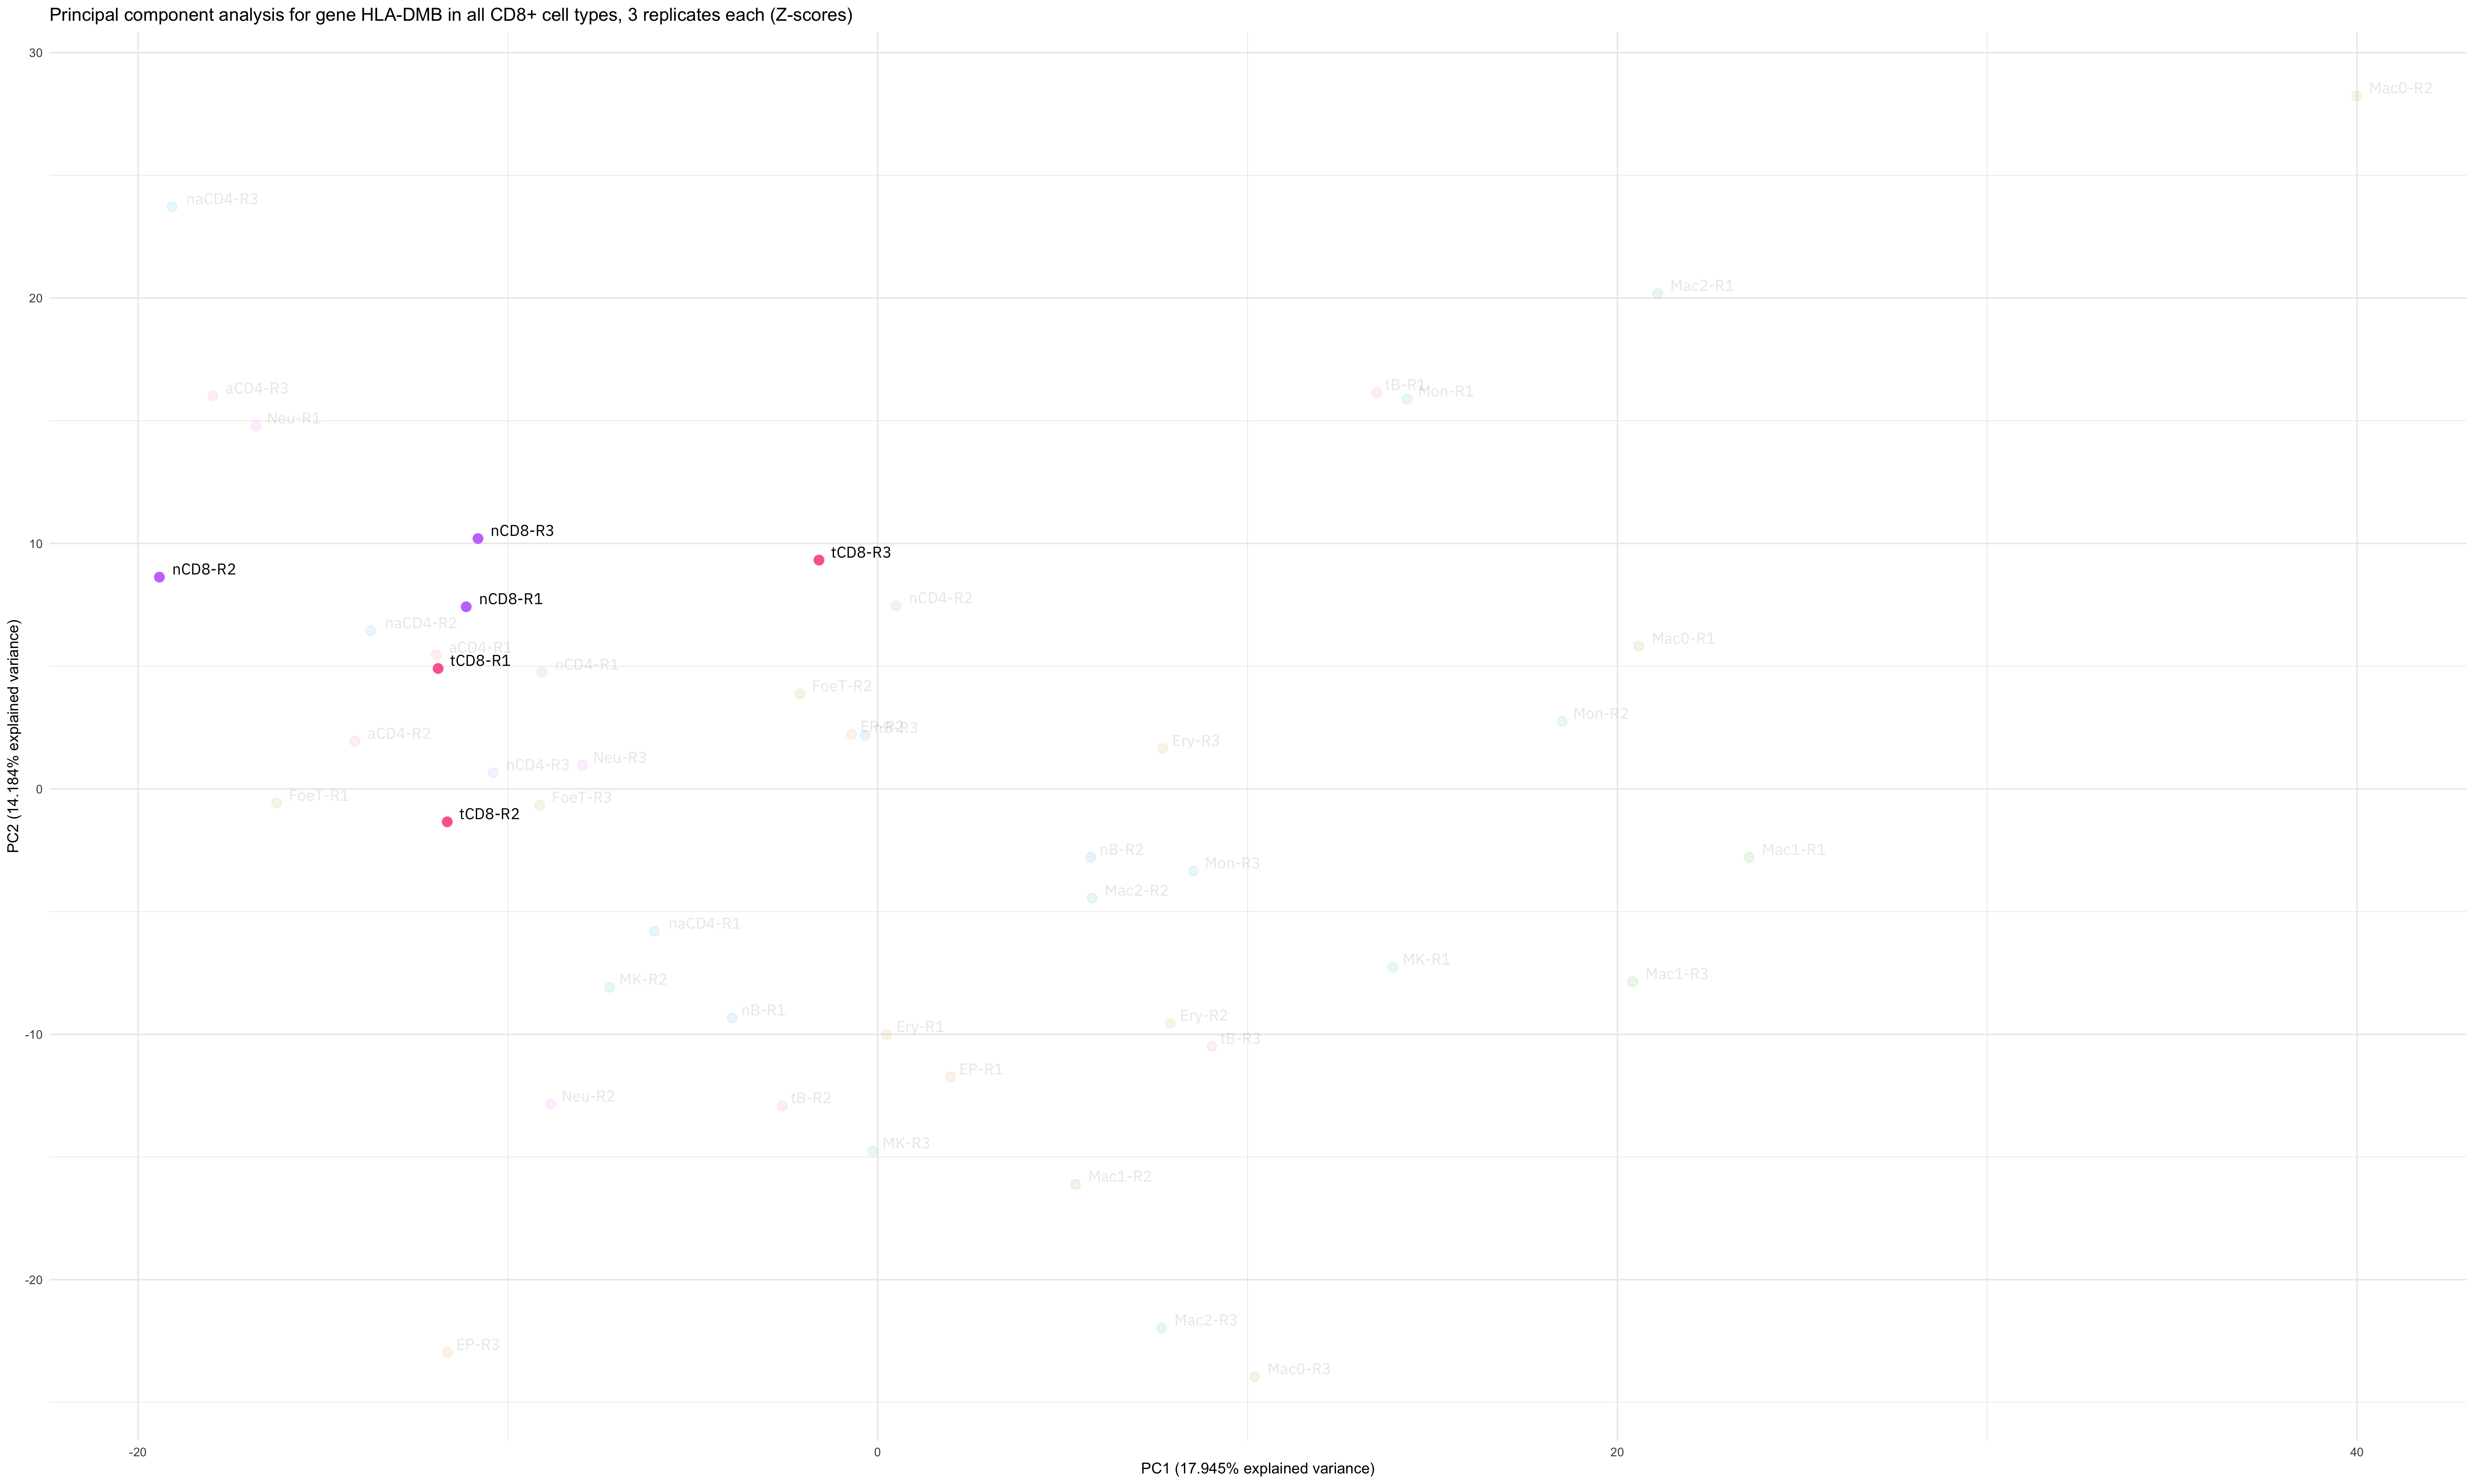 Principal component analysis for gene HLA-DMB in all CD8+ cell types, 3 replicates each (Z-scores)
30
Mac0-R2
naCD4-R3
20
Mac2-R1
aCD4-R3
tB-R1
Mon-R1
Neu-R1
10
nCD8-R3
tCD8-R3
nCD8-R2
nCD8-R1
nCD4-R2
naCD4-R2
aCD4-R1
Mac0-R1
tCD8-R1
nCD4-R1
FoeT-R2
Mon-R2
EP-R2
nB-R3
aCD4-R2
Ery-R3
Neu-R3
nCD4-R3
0
FoeT-R1
FoeT-R3
tCD8-R2
nB-R2
Mac1-R1
Mon-R3
Mac2-R2
naCD4-R1
MK-R1
MK-R2
Mac1-R3
nB-R1
Ery-R2
-10
Ery-R1
tB-R3
EP-R1
Neu-R2
tB-R2
MK-R3
Mac1-R2
-20
Mac2-R3
EP-R3
Mac0-R3
-20
0
20
40
PC1 (17.945% explained variance)
PC2 (14.184% explained variance)